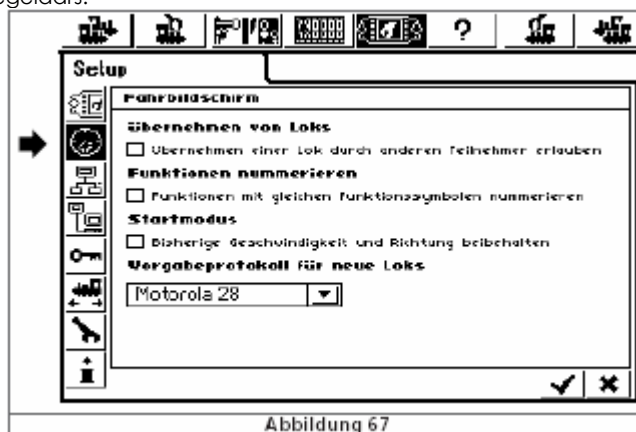 ?
Setup
Fahrbildschirm
Übernehmen von Loks
Übernehmen einer Lok durch anderen Teilnehmer erlauben
Funktionen nummerieren
Funktionen mit gleichen Funktionssymbolen nummerieren
Startmodus
Bisherige Geschwindigkeit und Richtung beibehalten
Vorgabeprotokoll für neue Loks
Motorola 28
Abbildung 67